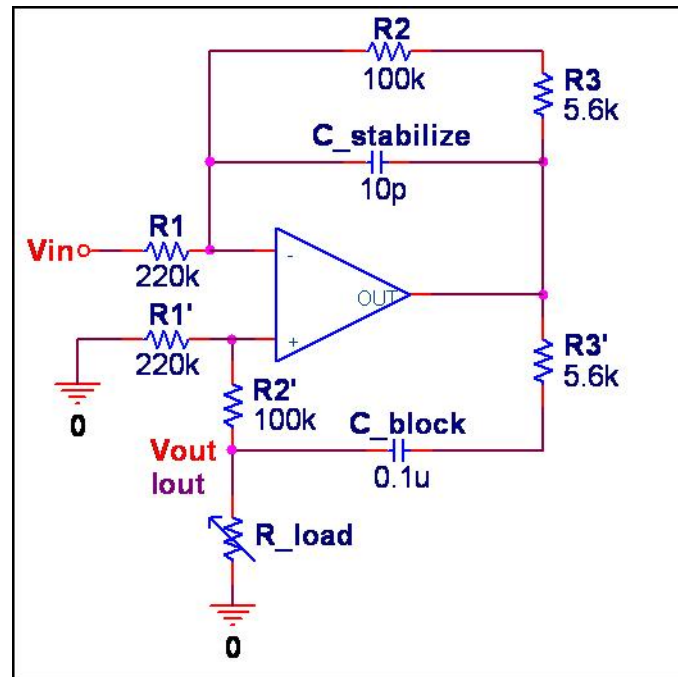 R2
100k
R3
5.6k
C_stabilize
10p
R1
Vin
220k
-
OUT
R1'
+
220k
R3'
5.6k
R2'
100k
0
C_block
Vout
0.1u
Iout
R_load
0